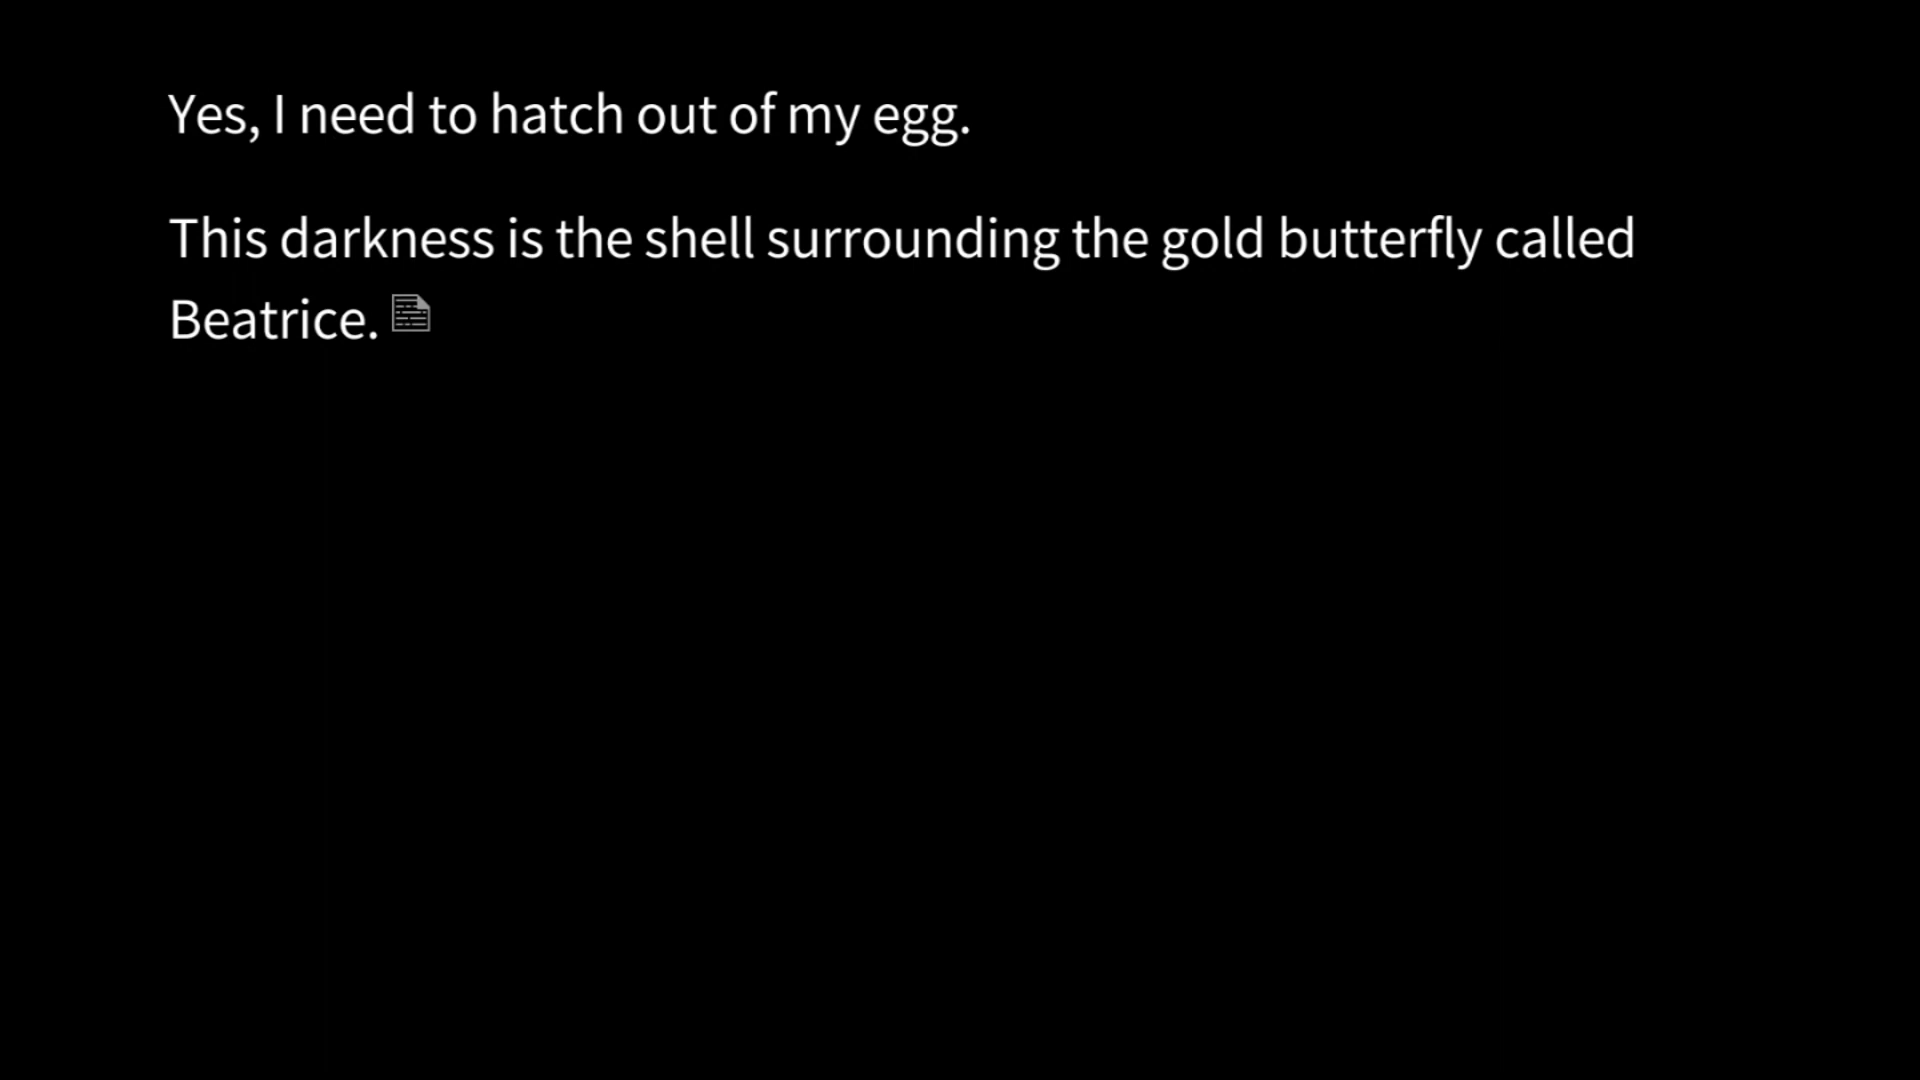 Yes, I need to hatch out of my egg.
This darkness is the shell surrounding the gold butterfly called
Beatrice.